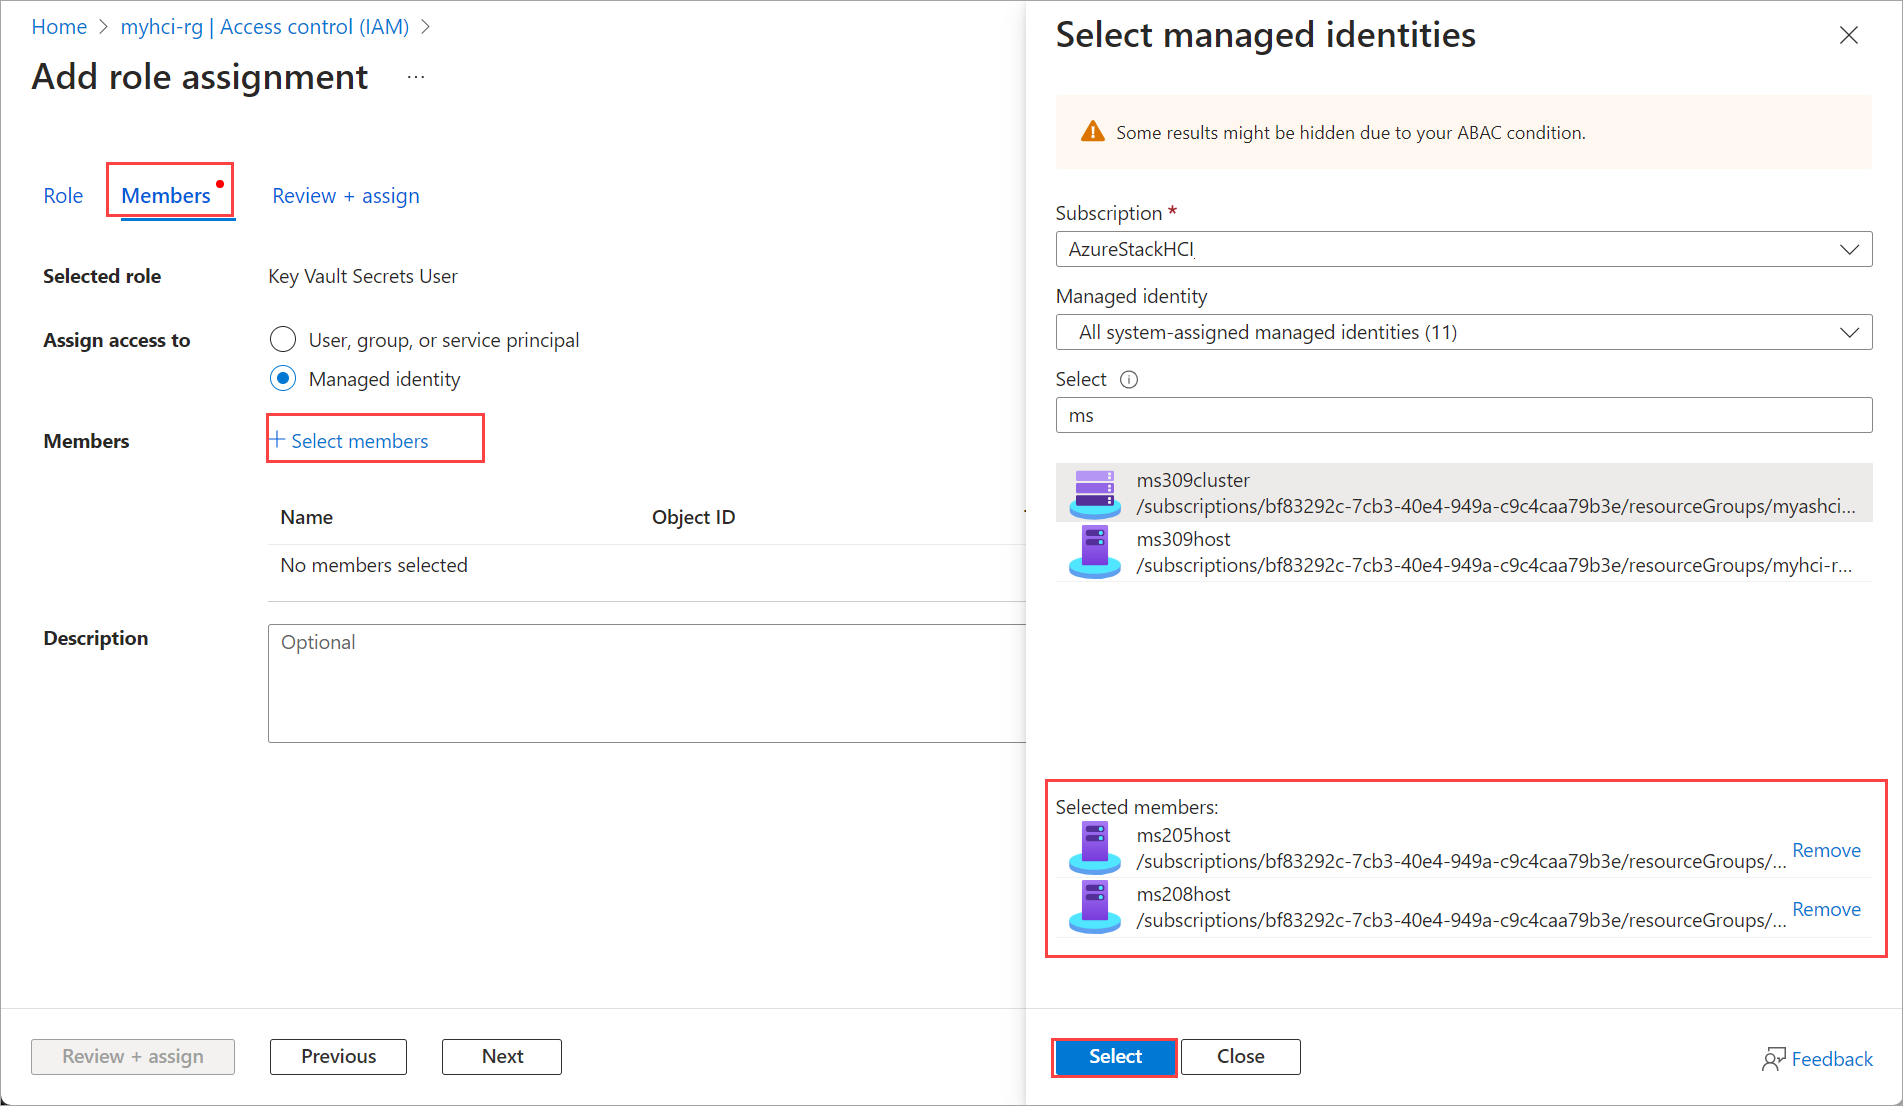 Home > myhci-rg | Access control (IAM) >
Add role assignment ...
Role Members Review + assign
Selected role Key Vault Secrets User
Assign access to User, group, or service principal
Managed identity
Members + Select members
Name Object ID
No members selected
Description Optional
Review + assign Previous Next
Select managed identities
Some results might be hidden due to your ABAC condition.
Subscription *
AzureStackHCI
Managed identity
All system-assigned managed identities (11)
Select
ms
ms309cluster
/subscriptions/bf83292c-7cb3-40e4-949a-c9c4caa79b3e/resourceGroups/myashci...
ms309host
/subscriptions/bf83292c-7cb3-40e4-949a-c9c4caa79b3e/resourceGroups/myhci-r...
Selected members:
ms205host
/subscriptions/bf83292c-7cb3-40e4-949a-c9c4caa79b3e/resourceGroups/... Remove
ms208host
/subscriptions/bf83292c-7cb3-40e4-949a-c9c4caa79b3e/resourceGroups/... Remove
Select Close Feedback